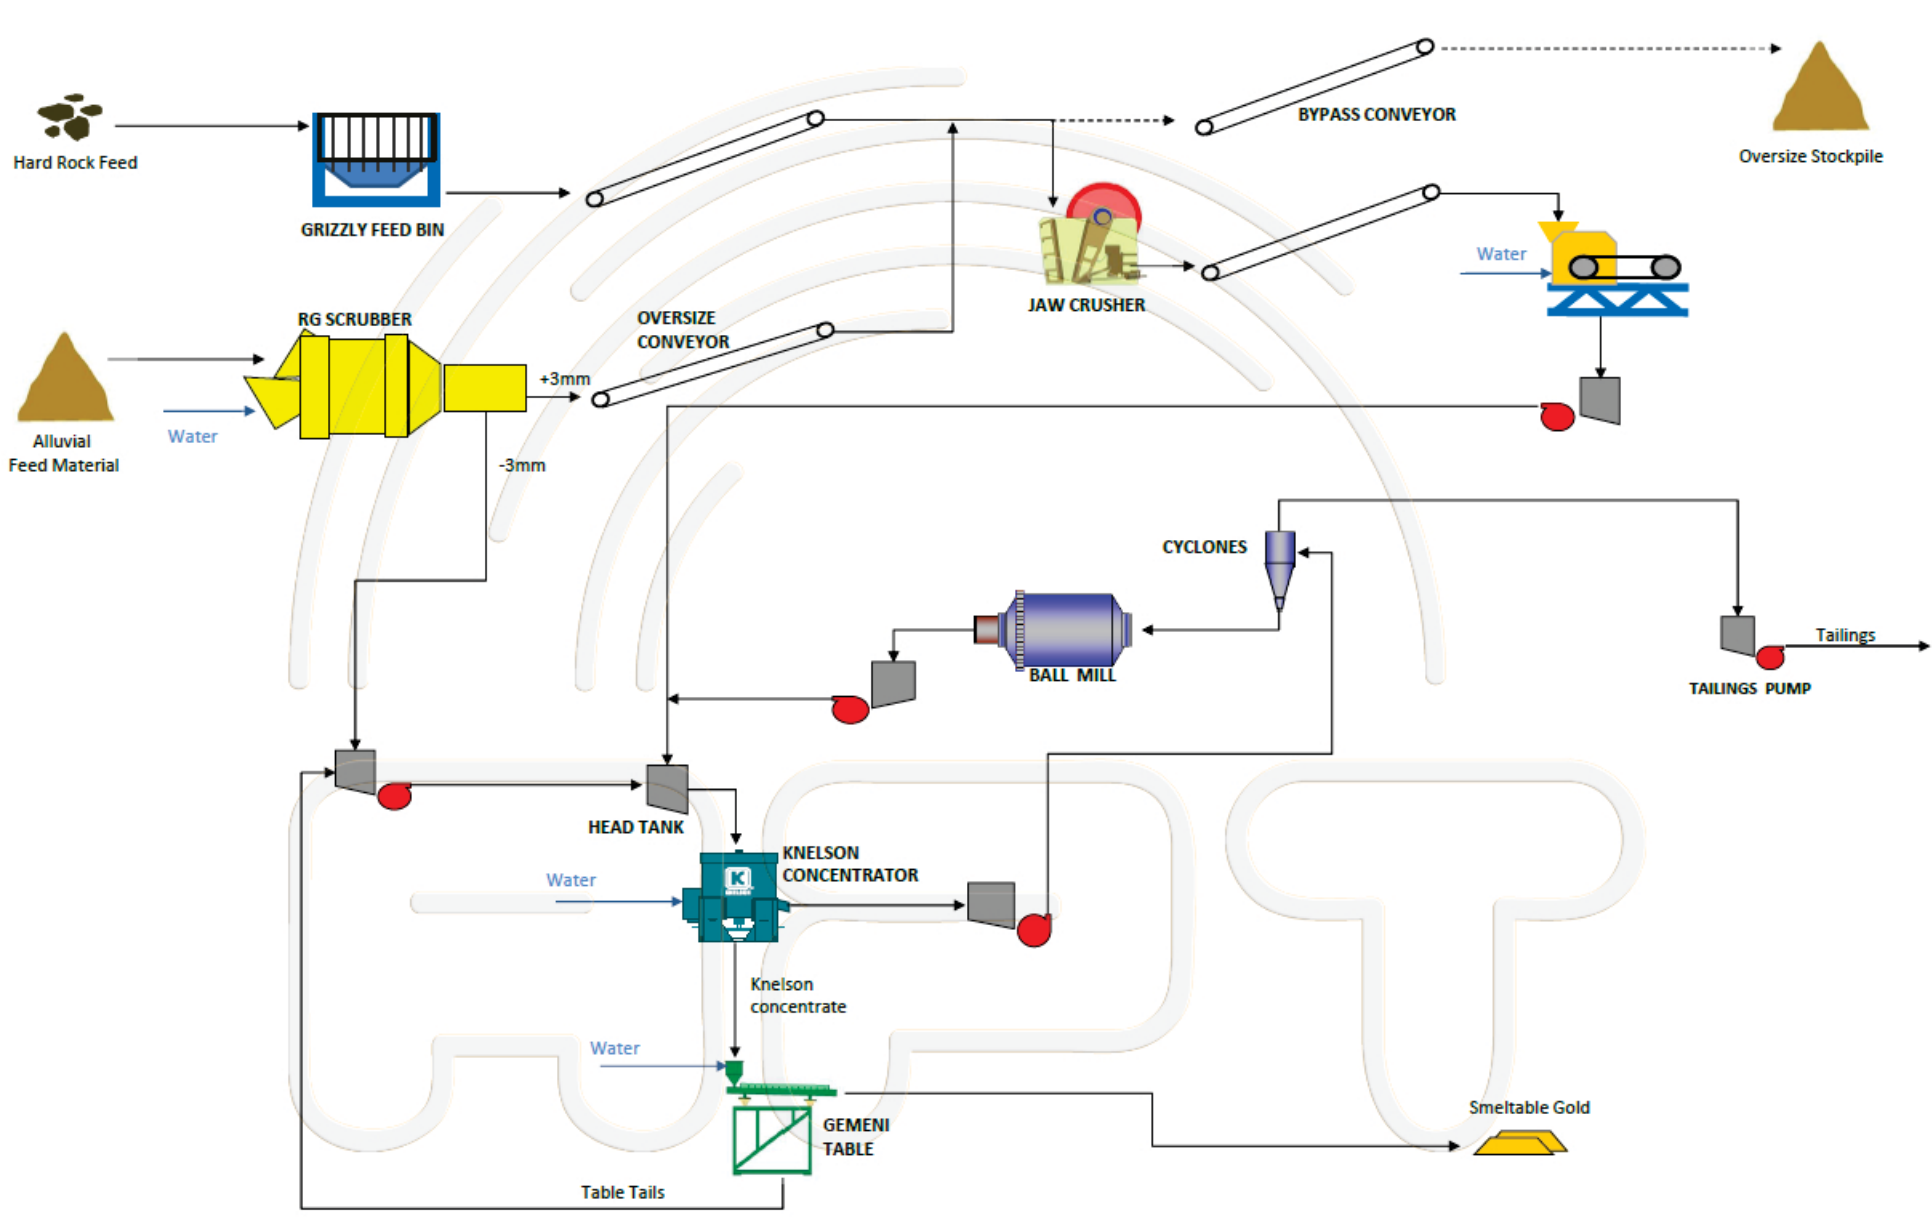 BYPASS CONVEYOR
Oversize Stockpile
Hard Rock Feed
GRIZZLY FEED BIN
Water
JAW CRUSHER
RG SCRUBBER
OVERSIZE
CONVEYOR
+3mm
Alluvial
Feed Material
Water
-3mm
CYCLONES
BALL MILL
Tailings
TAILINGS PUMP
HEAD TANK
KNELSON
CONCENTRATOR
Water
K
Knelson
concentrate
Water
GEMENI
TABLE
Smeltable Gold
Table Tails